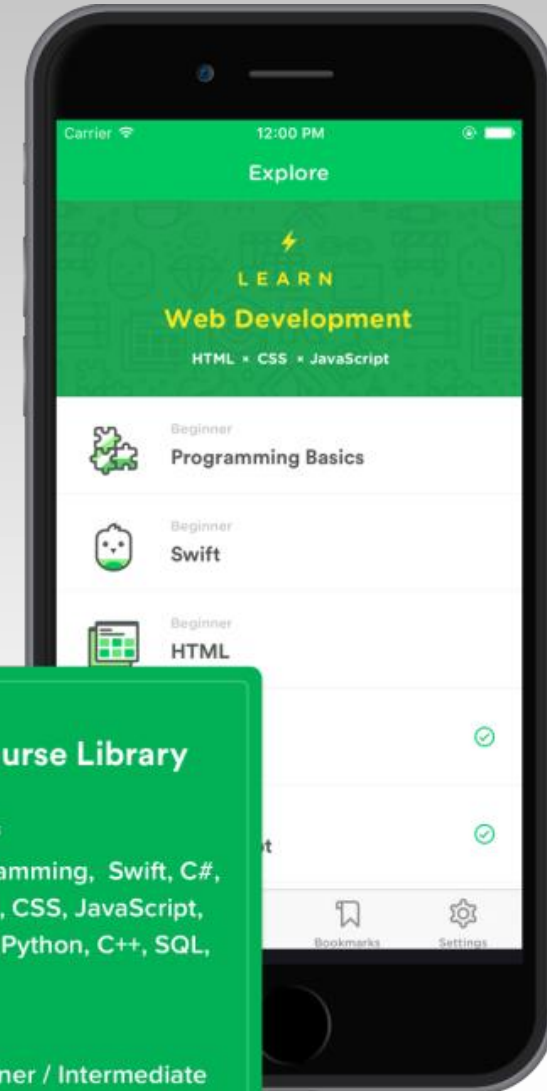 Carrier
12:00 PM
Explore
LEARN
Web Development
HTML × CSS × JavaScript
Beginner
Programming Basics
Beginner
Swift
Beginner
HTML
urse Library
amming, Swift, C#,
, CSS, JavaScript,
Python, C++, SQL,
ner / Intermediate
Bookmarks
Settings